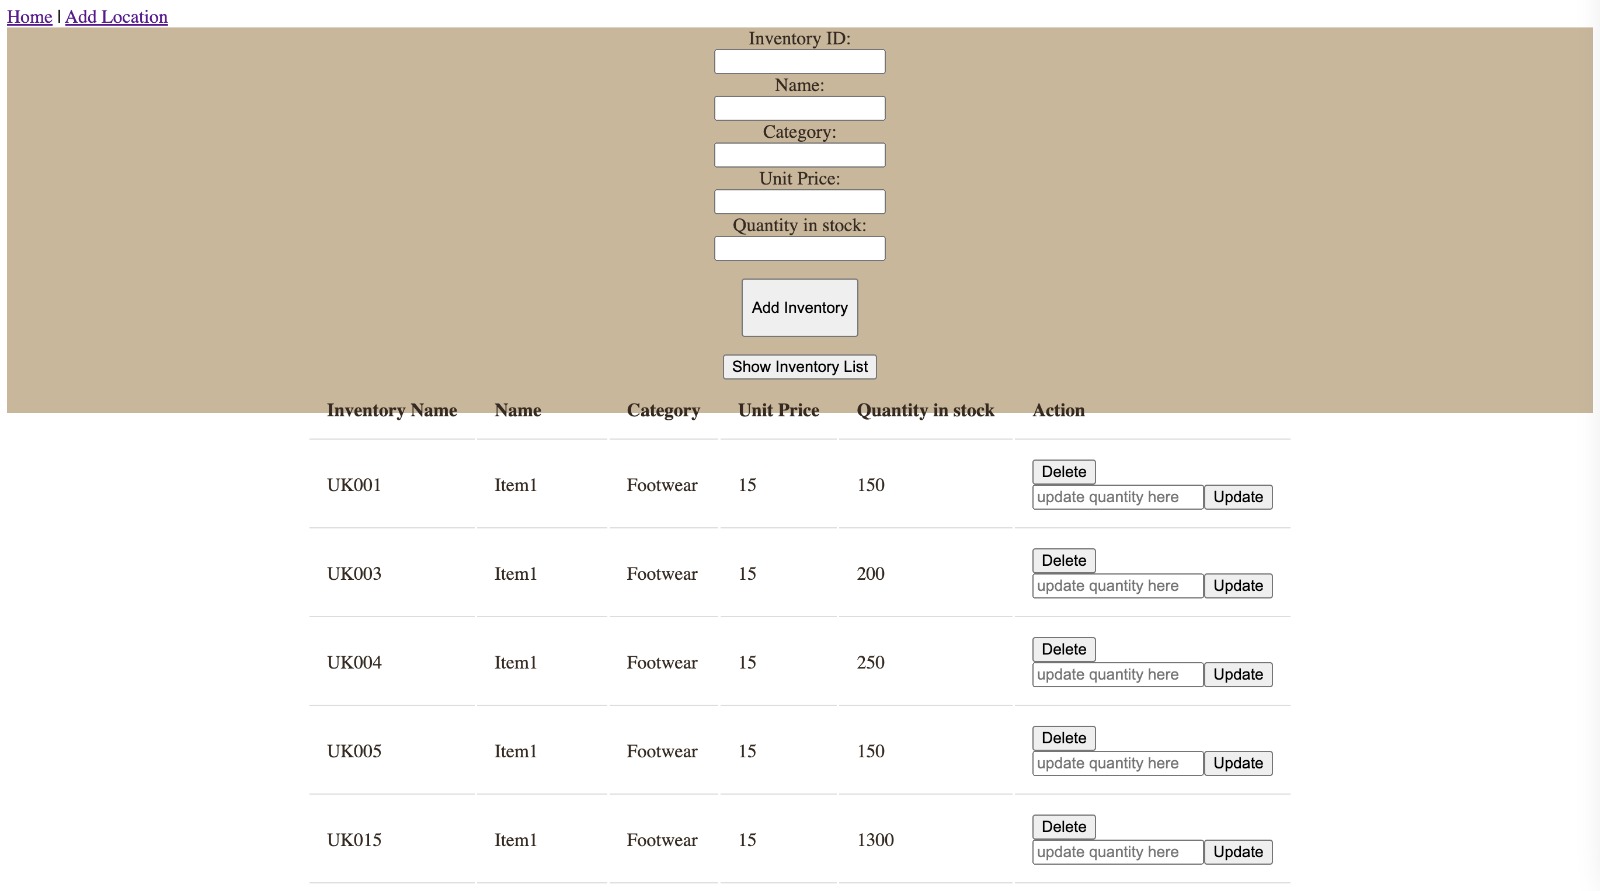 Home | Add Location
Inventory ID:
Name:
Category:
Unit Price:
Quantity in stock:
Add Inventory
Show Inventory List
Inventory Name Name Category Unit Price Quantity in stock Action
UK001 Item1 Footwear 15 150 Delete
update quantity here Update
UK003 Item1 Footwear 15 200 Delete
update quantity here Update
UK004 Item1 Footwear 15 250 Delete
update quantity here Update
UK005 Item1 Footwear 15 150 Delete
update quantity here Update
UK015 Item1 Footwear 15 1300 Delete
update quantity here Update